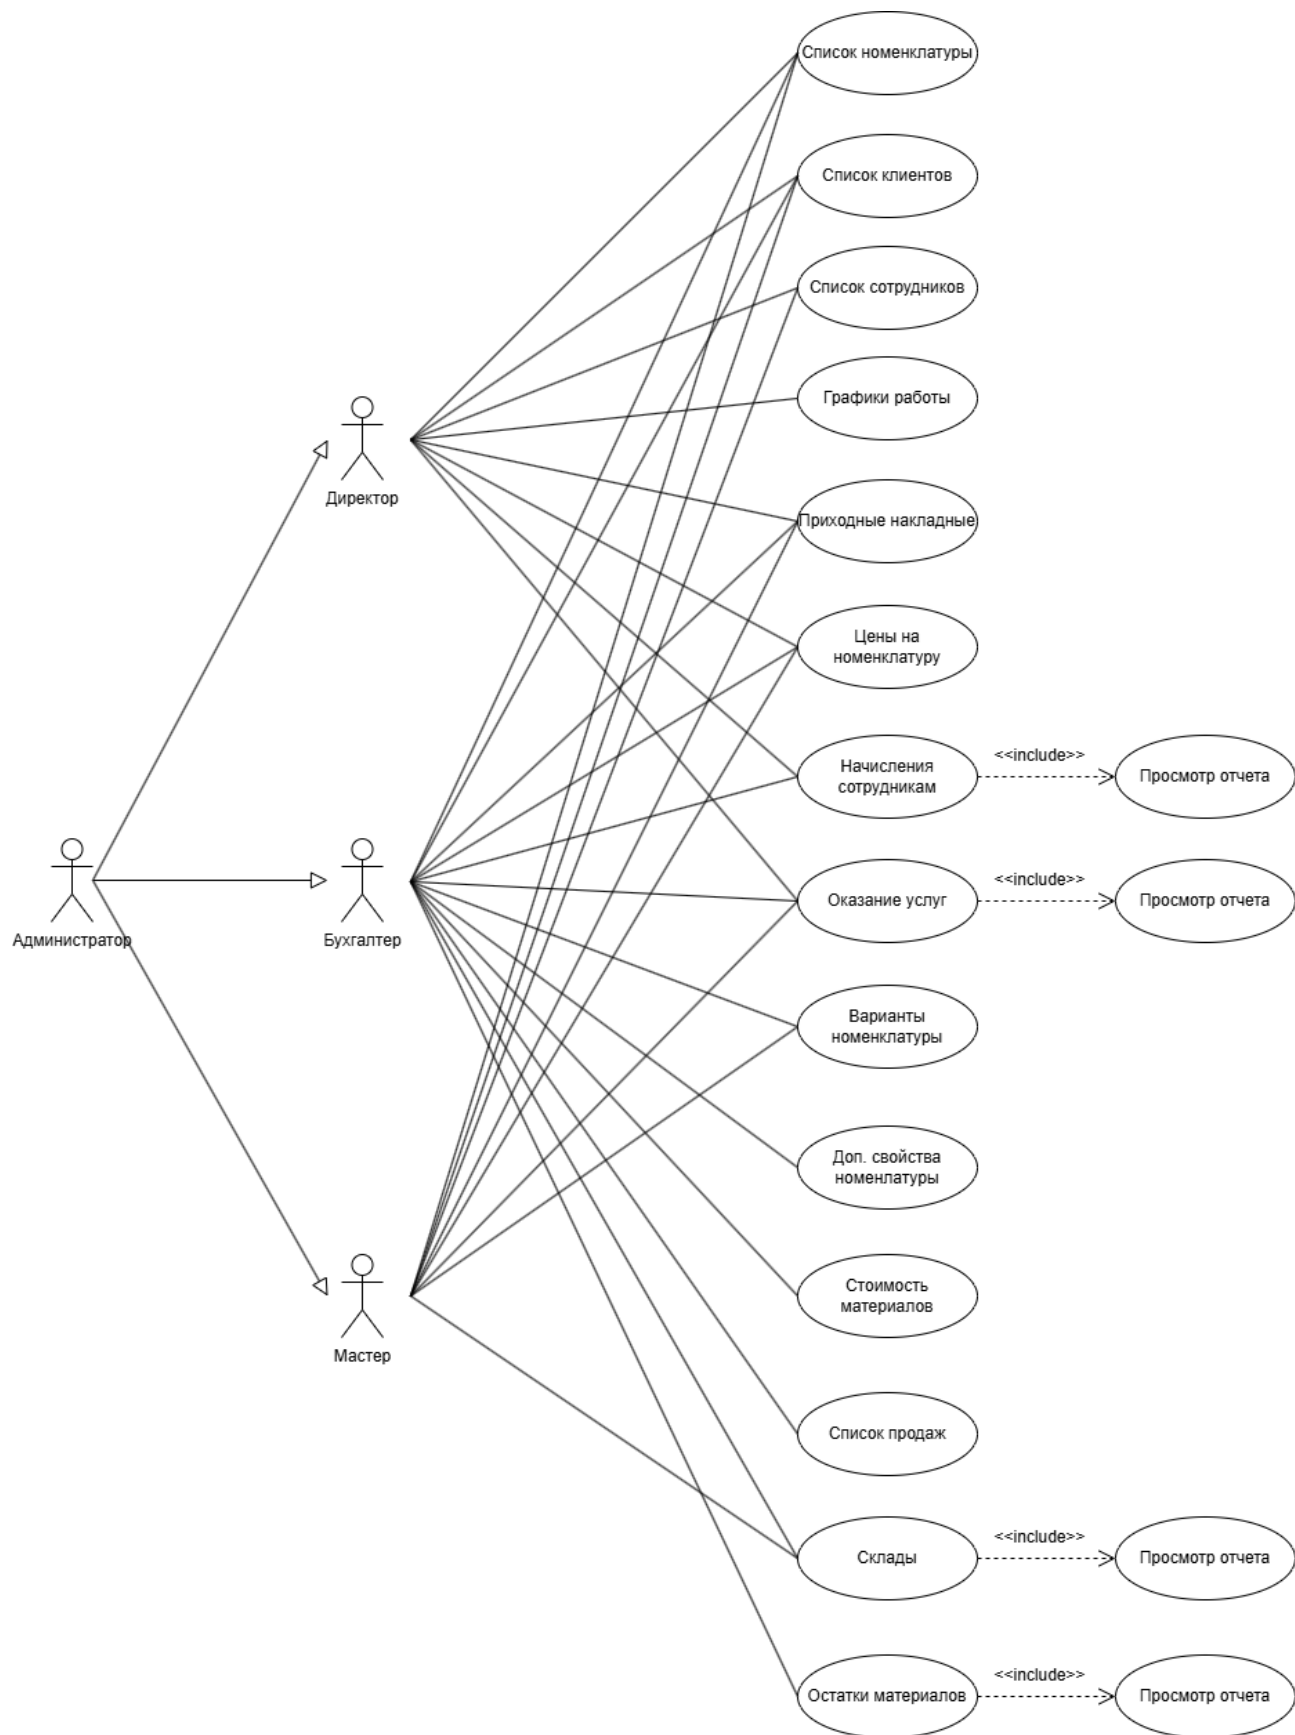 Список номенклатуры
Список клиентов
Список сотрудников
Графики работы
Директор
Приходные накладные
Цены на
номенклатуру
Начисления
сотрудникам
<<include>>
Просмотр отчета
Администратор
Бухгалтер
Оказание услуг
<<include>>
Просмотр отчета
Варианты
номенклатуры
Доп. свойства
номенлатуры
Мастер
Стоимость
материалов
Список продаж
Склады
<<include>>
Просмотр отчета
Остатки материалов
<<include>>
Просмотр отчета